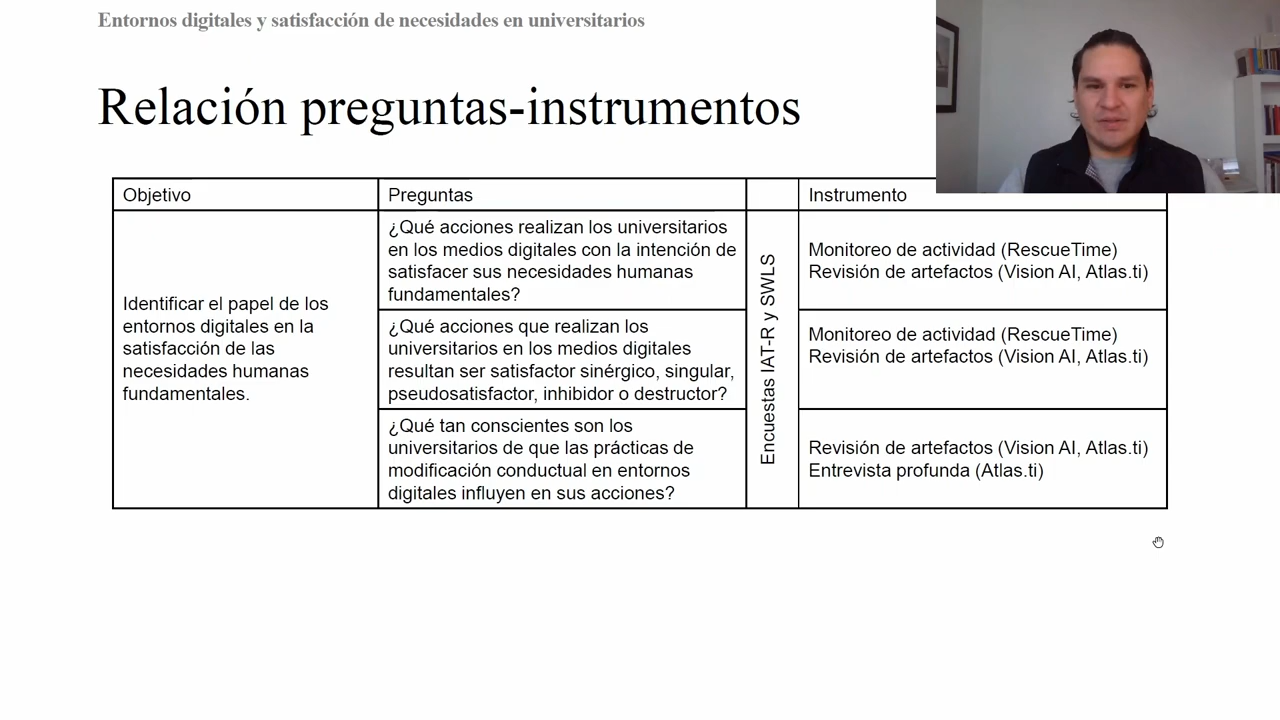 Entornos digitales y satisfacción de necesidades en universitarios
Relación preguntas-instrumentos
Objetivo
Preguntas
Instrumento
Identificar el papel de los
entornos digitales en la
satisfacción de las
necesidades humanas
fundamentales.
¿Qué acciones realizan los universitarios
en los medios digitales con la intención de
satisfacer sus necesidades humanas
fundamentales?
Encuestas IAT-R y SWLS
Monitoreo de actividad (RescueTime)
Revisión de artefactos (Vision AI, Atlas.ti)
¿Qué acciones que realizan los
universitarios en los medios digitales
resultan ser satisfactor sinérgico, singular,
pseudosatisfactor, inhibidor o destructor?
Monitoreo de actividad (RescueTime)
Revisión de artefactos (Vision AI, Atlas.ti)
¿Qué tan conscientes son los
universitarios de que las prácticas de
modificación conductual en entornos
digitales influyen en sus acciones?
Revisión de artefactos (Vision AI, Atlas.ti)
Entrevista profunda (Atlas.ti)